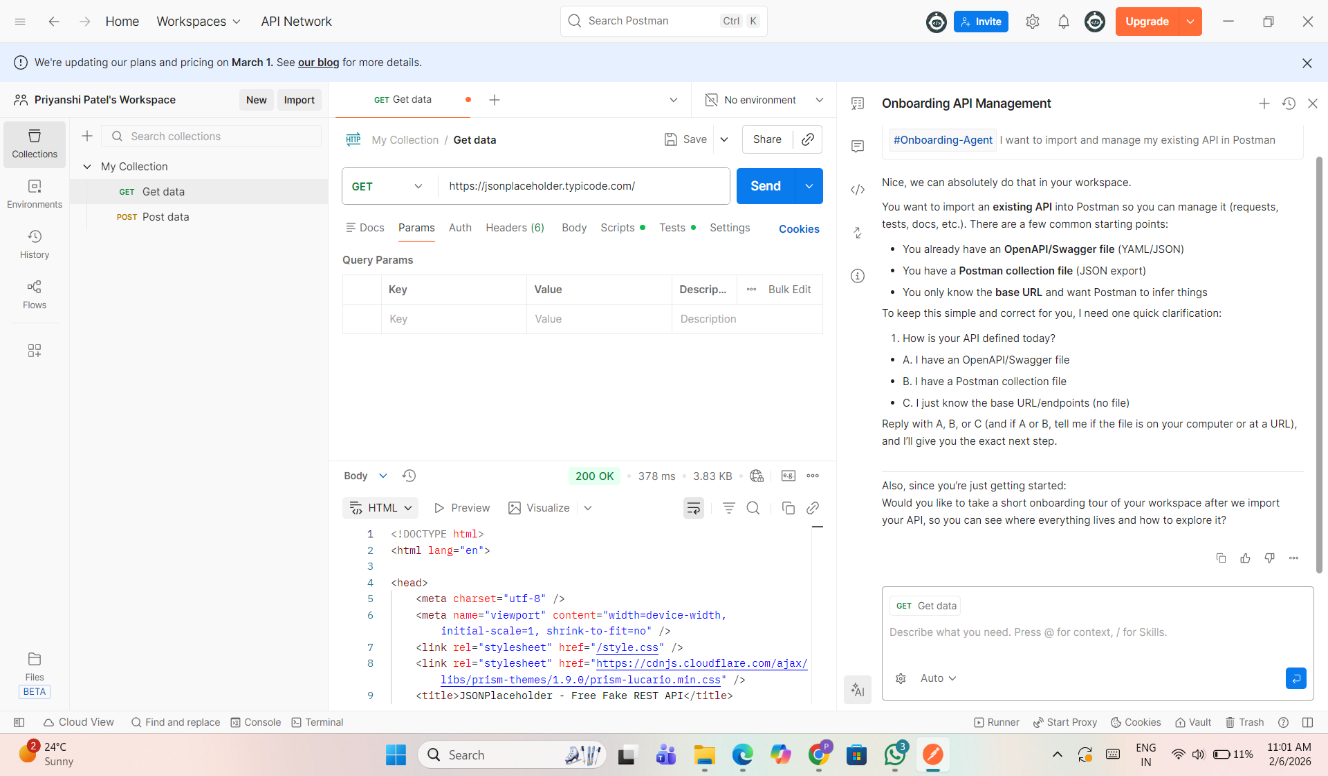 Home
Workspaces
API Network
Search Postman
Ctrl K
Invite
Upgrade
We're updating our plans and pricing on March 1. See our blog for more details.
Priyanshi Patel's Workspace
New
Import
Collections
Environments
History
Flows
Files
BETA
Search collections
My Collection
GET Get data
POST Post data
GET Get data
No environment
HTTP
My Collection / Get data
Save
Share
GET
https://jsonplaceholder.typicode.com/
Send
Docs
Params
Auth
Headers (6)
Body
Scripts
Tests
Settings
Cookies
Query Params
Key
Value
Descrip...
Bulk Edit
Key
Value
Description
Body
200 OK
378 ms
3.83 KB
e.g.
HTML
Preview
Visualize
1 <!DOCTYPE html>
2 <html lang="en">
3
4 <head>
5 <meta charset="utf-8" />
6 <meta name="viewport" content="width=device-width,
initial-scale=1, shrink-to-fit=no" />
7 <link rel="stylesheet" href="/style.css" />
8 <link rel="stylesheet" href="https://cdnjs.cloudflare.com/ajax/
libs/prism-themes/1.9.0/prism-lucario.min.css" />
9 <title>JSONPlaceholder - Free Fake REST API</title>
Onboarding API Management
#Onboarding-Agent I want to import and manage my existing API in Postman
Nice, we can absolutely do that in your workspace.
You want to import an existing API into Postman so you can manage it (requests,
tests, docs, etc.). There are a few common starting points:
• You already have an OpenAPI/Swagger file (YAML/JSON)
• You have a Postman collection file (JSON export)
• You only know the base URL and want Postman to infer things
To keep this simple and correct for you, I need one quick clarification:
1. How is your API defined today?
• A. I have an OpenAPI/Swagger file
• B. I have a Postman collection file
• C. I just know the base URL/endpoints (no file)
Reply with A, B, or C (and if A or B, tell me if the file is on your computer or at a URL),
and I'll give you the exact next step.
Also, since you're just getting started:
Would you like to take a short onboarding tour of your workspace after we import
your API, so you can see where everything lives and how to explore it?
GET Get data
Describe what you need. Press @ for context, / for Skills.
Auto
AI
Cloud View
Find and replace
Console
Terminal
Runner
Start Proxy
Cookies
Vault
Trash
2
24°C
Sunny
Search
P
3
ENG
IN
11%
11:01 AM
2/6/2026